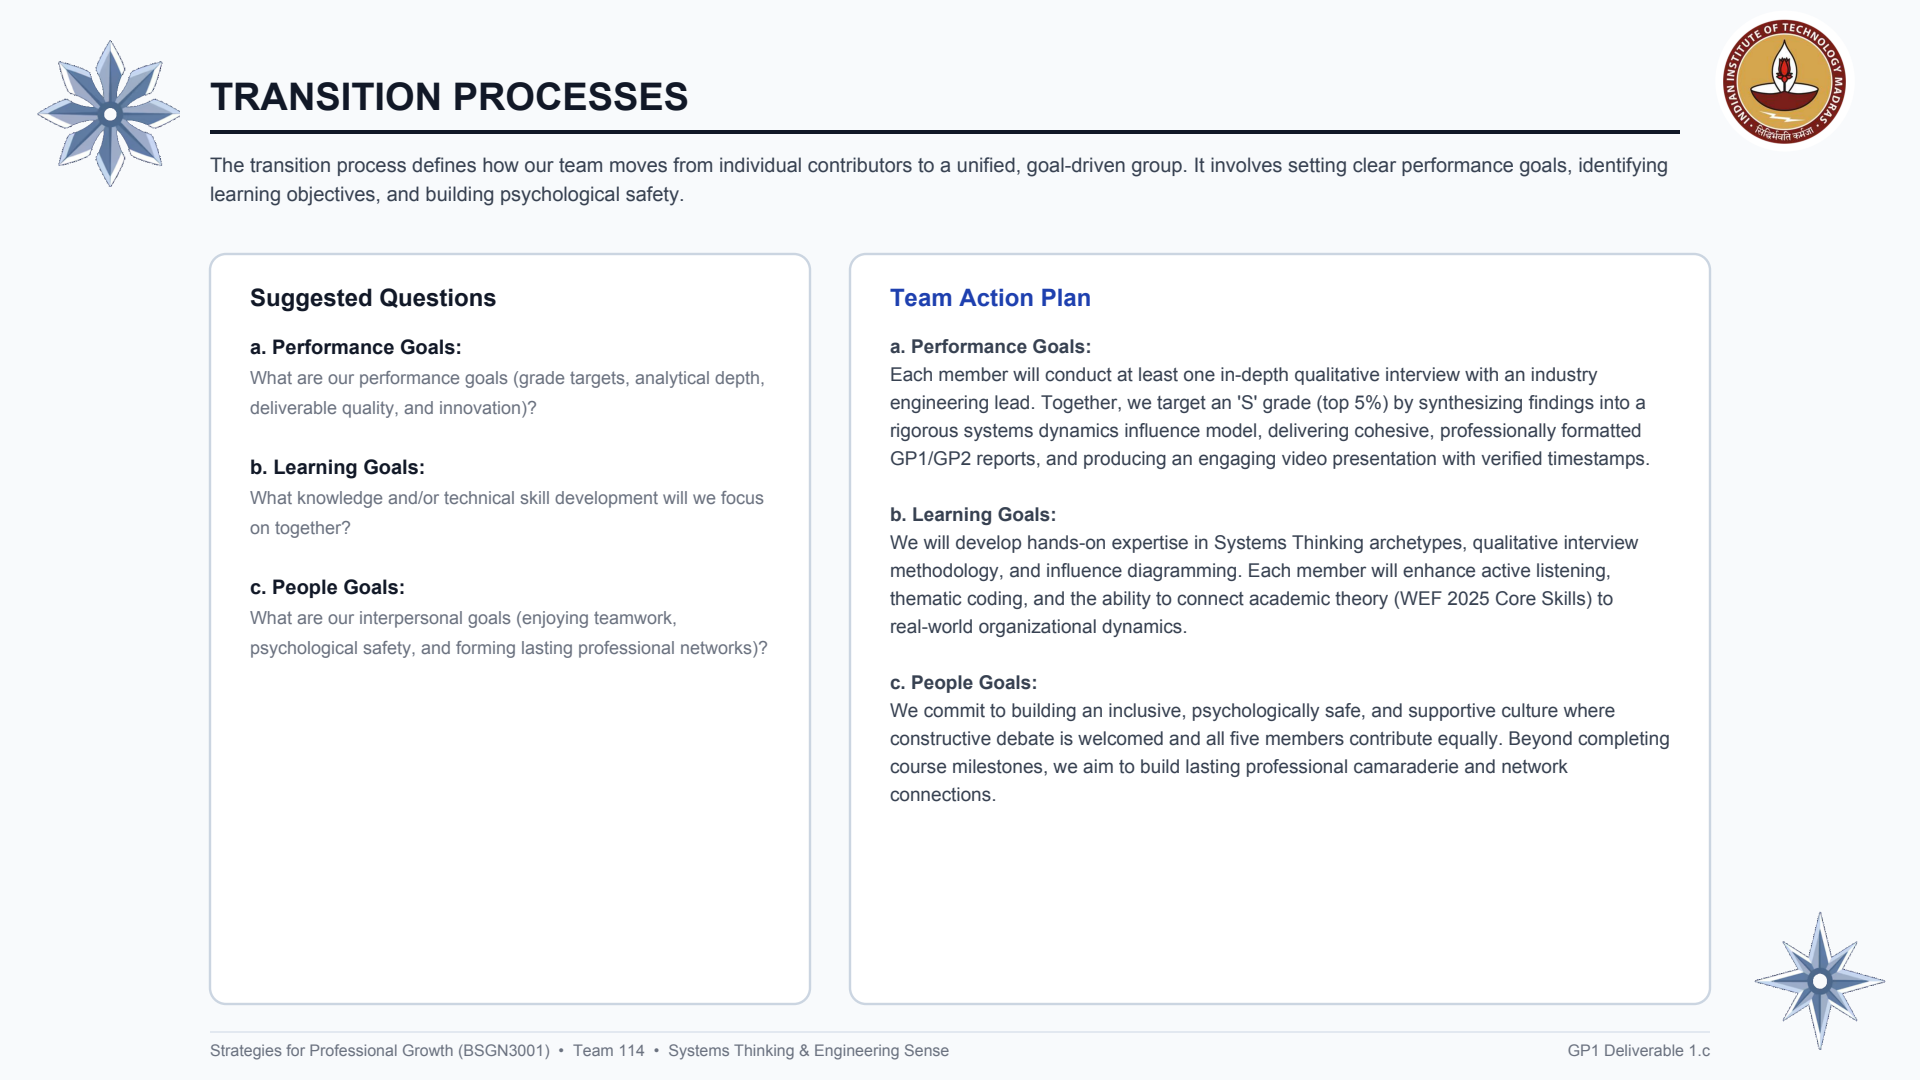 TRANSITION PROCESSES
INDIAN INSTITUTE OF TECHNOLOGY MADRAS
सिद्धिर्भवति कर्मजा
The transition process defines how our team moves from individual contributors to a unified, goal-driven group. It involves setting clear performance goals, identifying
learning objectives, and building psychological safety.
Suggested Questions
a. Performance Goals:
What are our performance goals (grade targets, analytical depth,
deliverable quality, and innovation)?
b. Learning Goals:
What knowledge and/or technical skill development will we focus
on together?
c. People Goals:
What are our interpersonal goals (enjoying teamwork,
psychological safety, and forming lasting professional networks)?
Team Action Plan
a. Performance Goals:
Each member will conduct at least one in-depth qualitative interview with an industry
engineering lead. Together, we target an 'S' grade (top 5%) by synthesizing findings into a
rigorous systems dynamics influence model, delivering cohesive, professionally formatted
GP1/GP2 reports, and producing an engaging video presentation with verified timestamps.
b. Learning Goals:
We will develop hands-on expertise in Systems Thinking archetypes, qualitative interview
methodology, and influence diagramming. Each member will enhance active listening,
thematic coding, and the ability to connect academic theory (WEF 2025 Core Skills) to
real-world organizational dynamics.
c. People Goals:
We commit to building an inclusive, psychologically safe, and supportive culture where
constructive debate is welcomed and all five members contribute equally. Beyond completing
course milestones, we aim to build lasting professional camaraderie and network
connections.
Strategies for Professional Growth (BSGN3001) • Team 114 • Systems Thinking & Engineering Sense
GP1 Deliverable 1.c